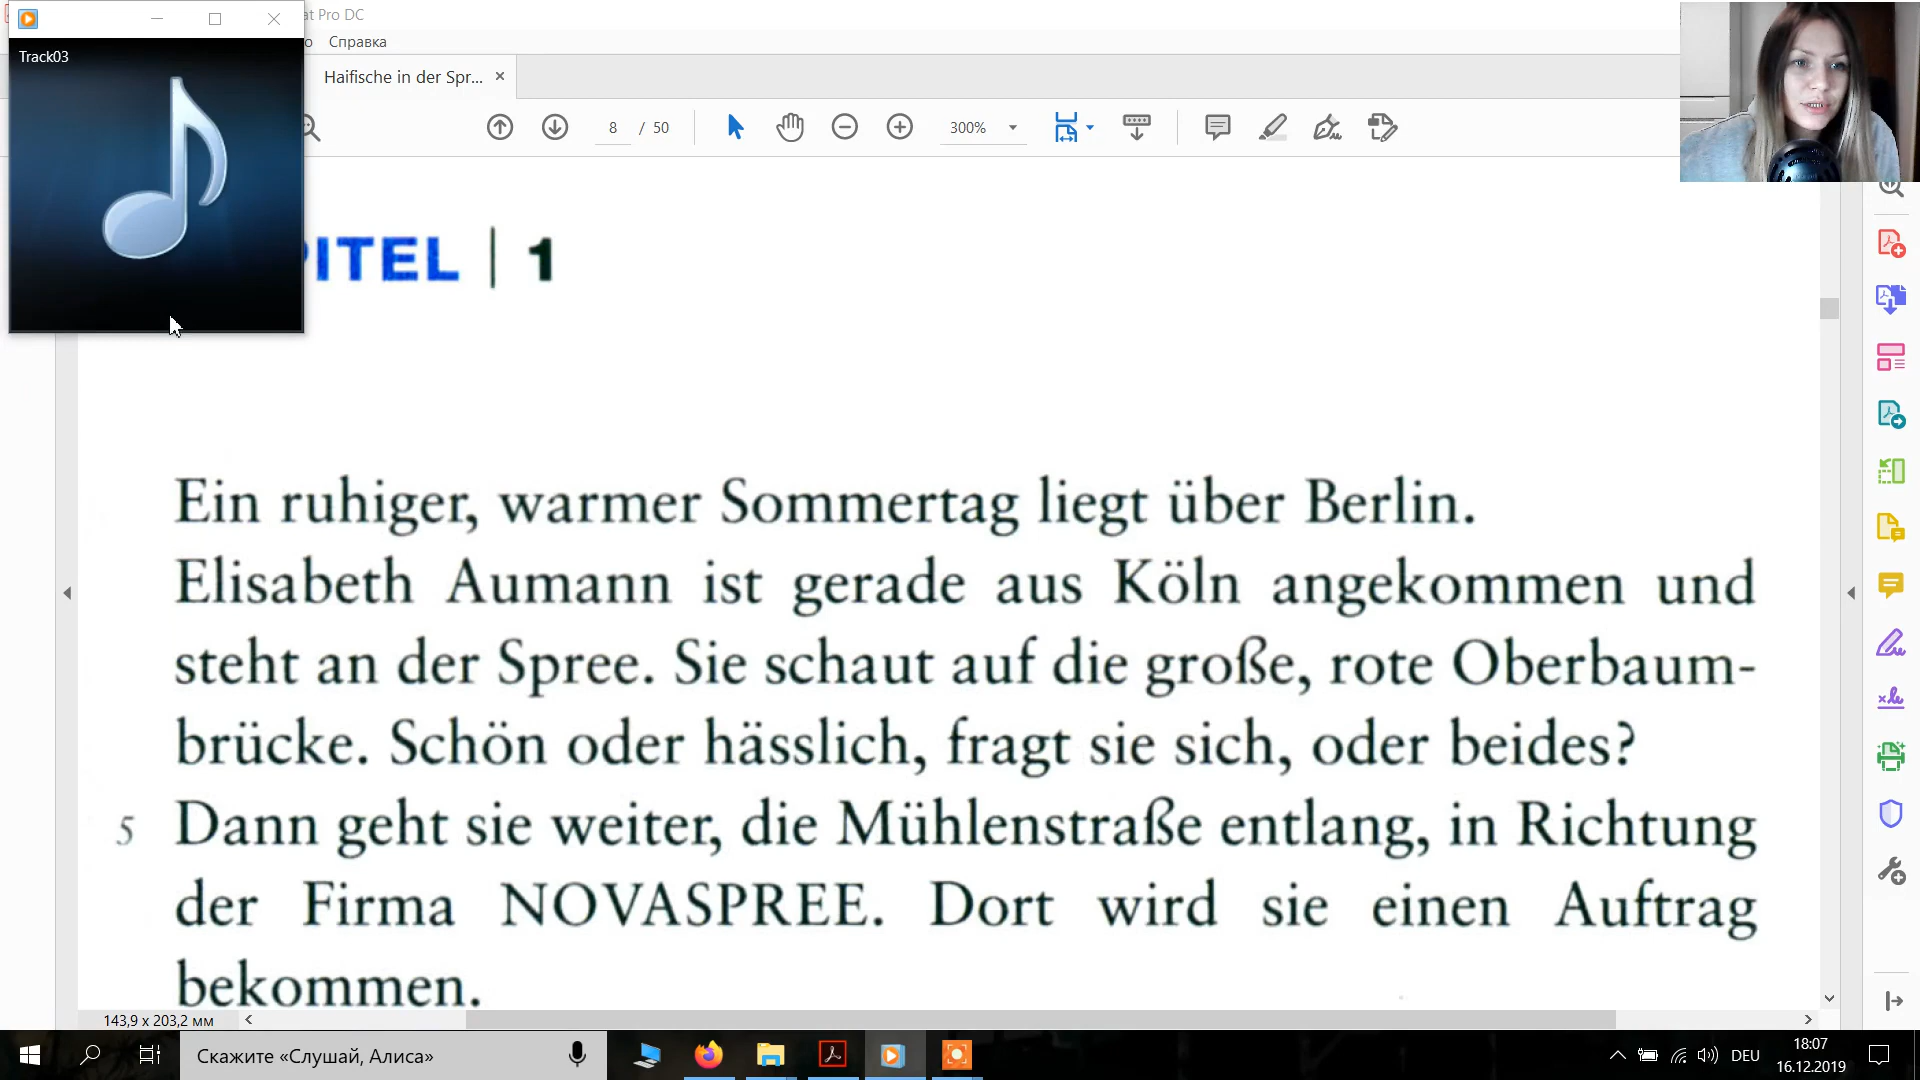 at Pro DC
Track03
Справка
Haifische in der Spr...
8 / 50
300%
PITEL | 1
Ein ruhiger, warmer Sommertag liegt über Berlin.
Elisabeth Aumann ist gerade aus Köln angekommen und
steht an der Spree. Sie schaut auf die große, rote Oberbaum-
brücke. Schön oder hässlich, fragt sie sich, oder beides?
5 Dann geht sie weiter, die Mühlenstraße entlang, in Richtung
der Firma NOVASPREE. Dort wird sie einen Auftrag
bekommen.
143,9 x 203,2 мм
Скажите «Слушай, Алиса»
DEU
18:07
16.12.2019